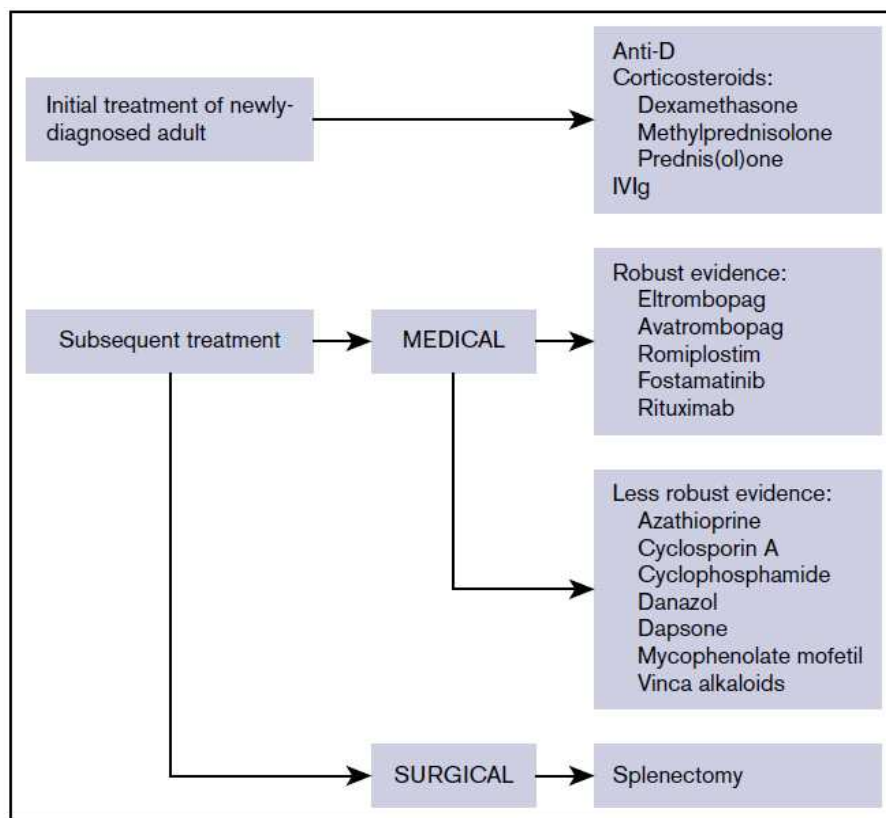 Initial treatment of newly-
diagnosed adult
Anti-D
Corticosteroids:
Dexamethasone
Methylprednisolone
Prednis(ol)one
IVIg
Subsequent treatment
MEDICAL
Robust evidence:
Eltrombopag
Avatrombopag
Romiplostim
Fostamatinib
Rituximab
Less robust evidence:
Azathioprine
Cyclosporin A
Cyclophosphamide
Danazol
Dapsone
Mycophenolate mofetil
Vinca alkaloids
SURGICAL
Splenectomy